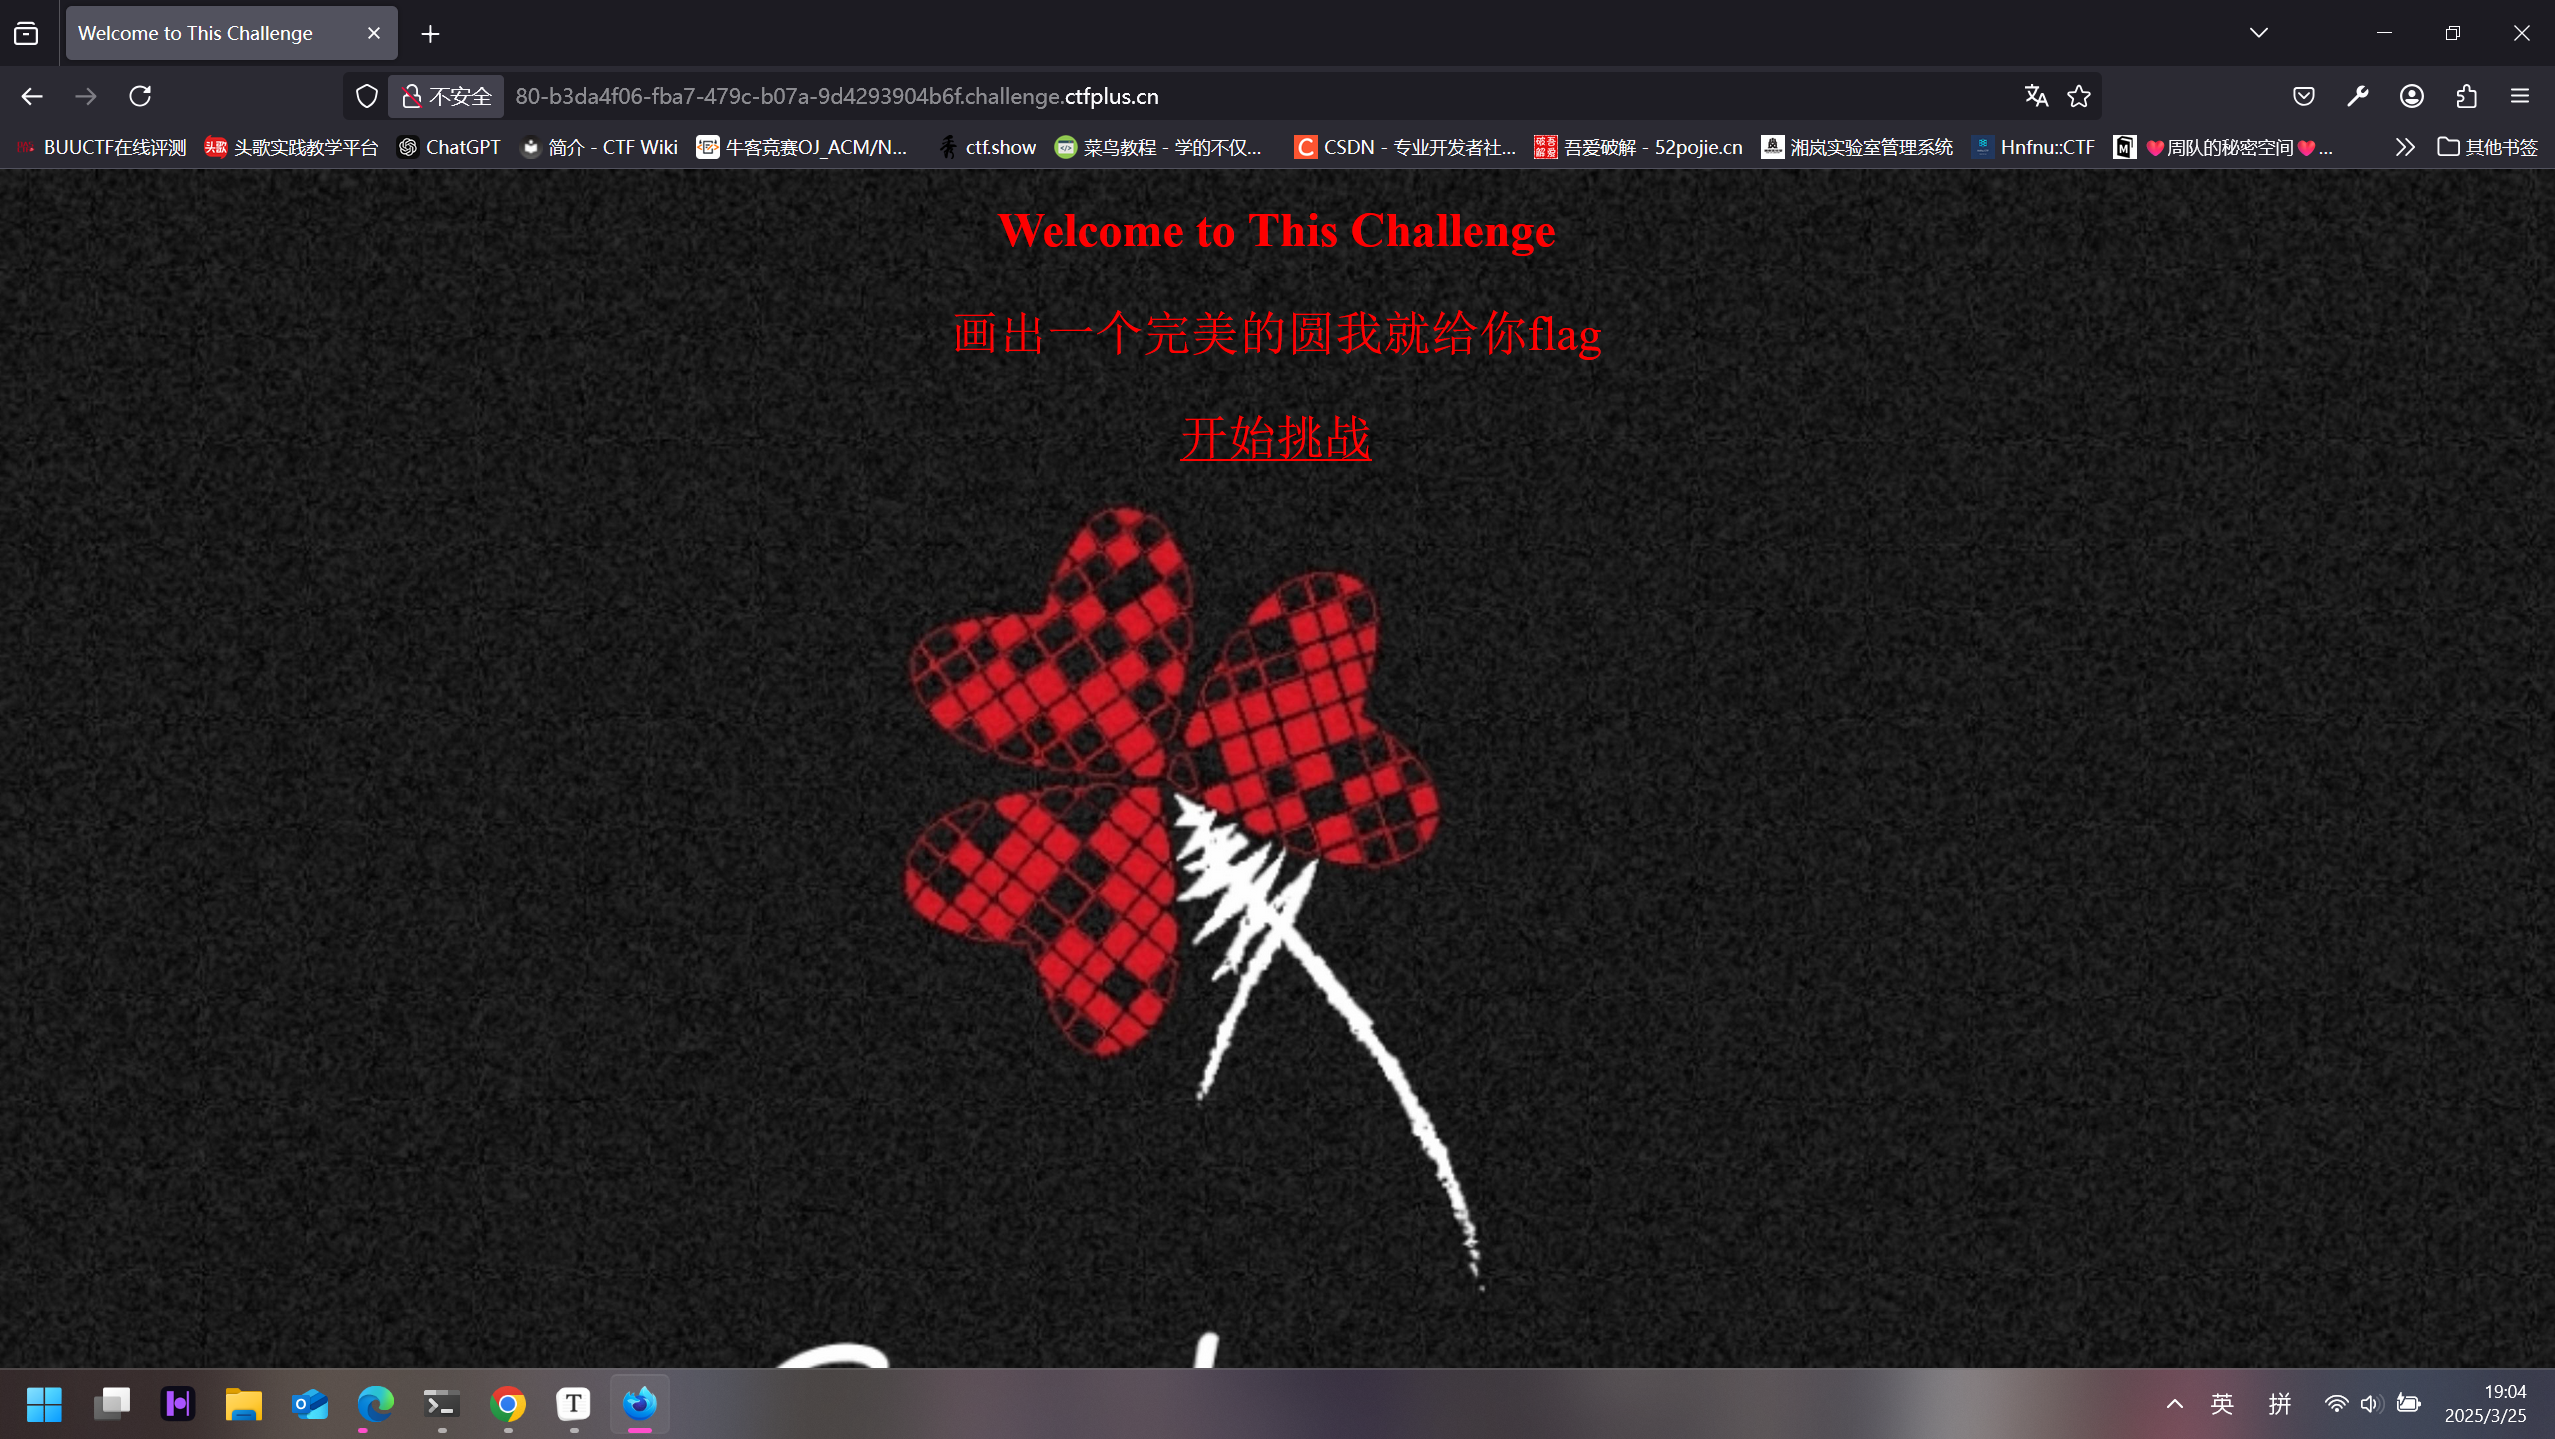 Welcome to This Challenge
不安全
80-b3da4f06-fba7-479c-b07a-9d4293904b6f.challenge.ctfplus.cn
BUUCTF在线评测
头歌实践教学平台
ChatGPT
简介 - CTF Wiki
牛客竞赛OJ_ACM/N...
ctf.show
菜鸟教程 - 学的不仅...
CSDN - 专业开发者社...
吾爱破解 - 52pojie.cn
湘岚实验室管理系统
Hnfnu::CTF
❤️周队的秘密空间❤️...
其他书签
Welcome to This Challenge
画出一个完美的圆我就给你flag
开始挑战
英
拼
19:04
2025/3/25